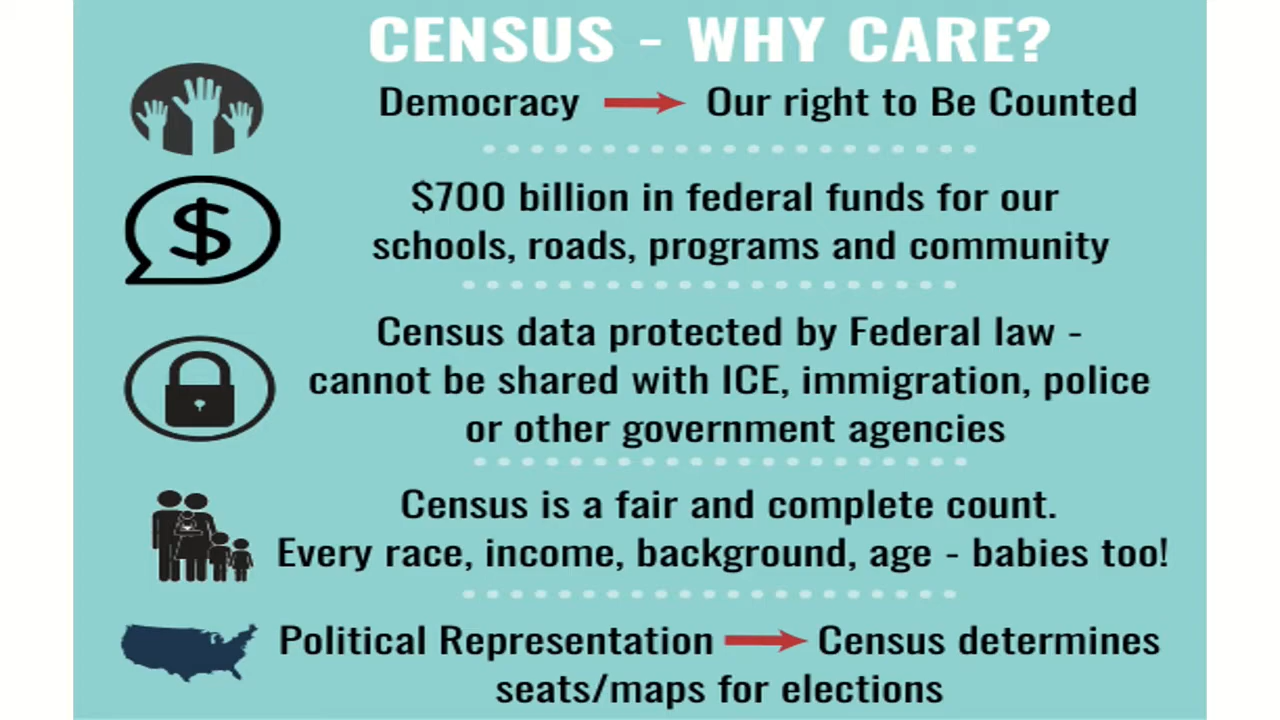 CENSUS - WHY CARE?
Democracy → Our right to Be Counted
$700 billion in federal funds for our
schools, roads, programs and community
Census data protected by Federal law -
cannot be shared with ICE, immigration, police
or other government agencies
Census is a fair and complete count.
Every race, income, background, age - babies too!
Political Representation → Census determines
seats/maps for elections